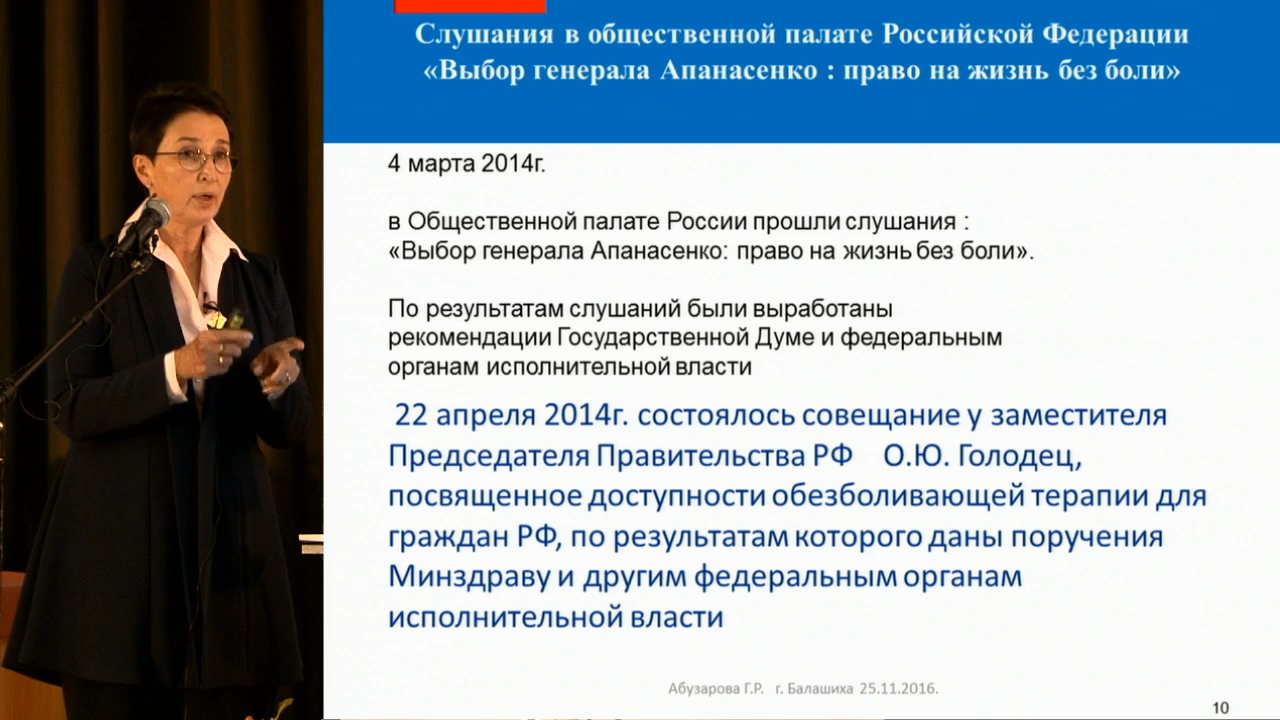 Слушания в общественной палате Российской Федерации
«Выбор генерала Апанасенко : право на жизнь без боли»
4 марта 2014г.
в Общественной палате России прошли слушания :
«Выбор генерала Апанасенко: право на жизнь без боли».
По результатам слушаний были выработаны
рекомендации Государственной Думе и федеральным
органам исполнительной власти
22 апреля 2014г. состоялось совещание у заместителя
Председателя Правительства РФ О.Ю. Голодец,
посвященное доступности обезболивающей терапии для
граждан РФ, по результатам которого даны поручения
Минздраву и другим федеральным органам
исполнительной власти
Абузарова Г.Р. г. Балашиха 25.11.2016.
10